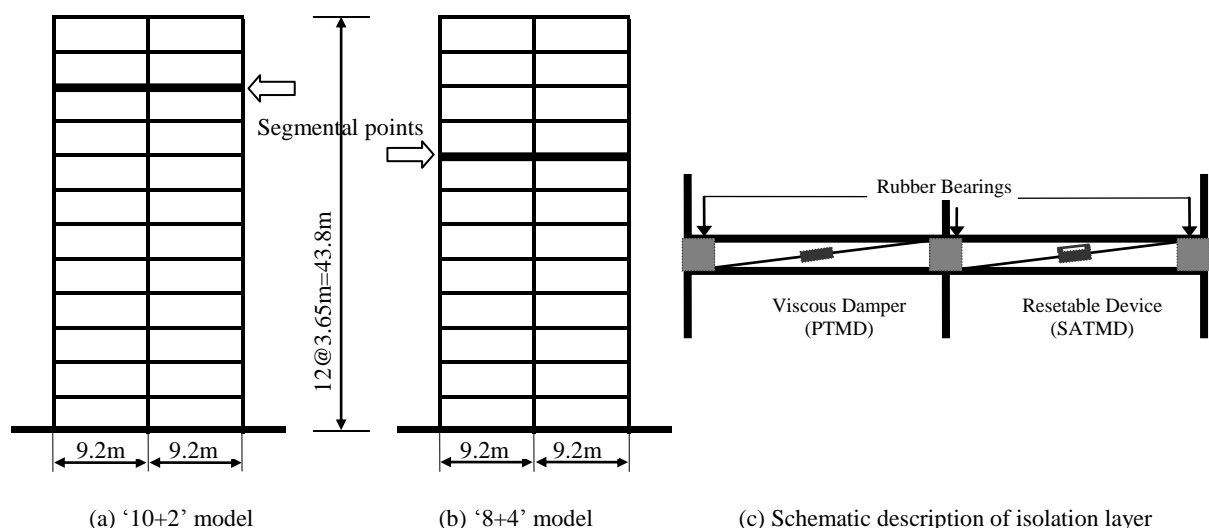 Segmental points
12@3.65m=43.8m
9.2m 9.2m
9.2m 9.2m
Rubber Bearings
Viscous Damper
(PTMD)
Resetable Device
(SATMD)
(a) ‘10+2’ model
(b) ‘8+4’ model
(c) Schematic description of isolation layer